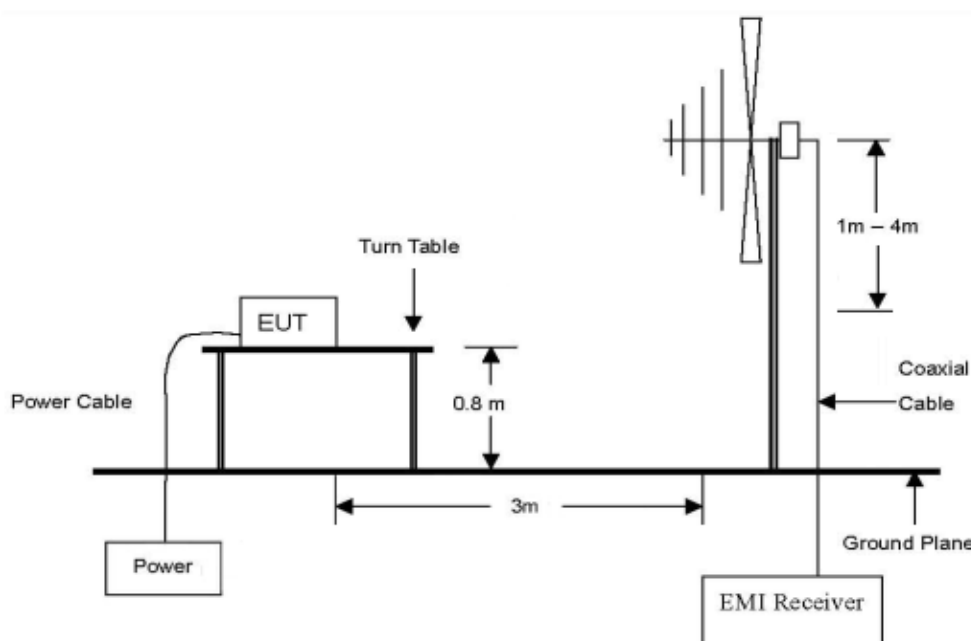 1m – 4m
Turn Table
EUT
Power Cable
0.8 m
Coaxial
Cable
3m
Ground Plane
Power
EMI Receiver